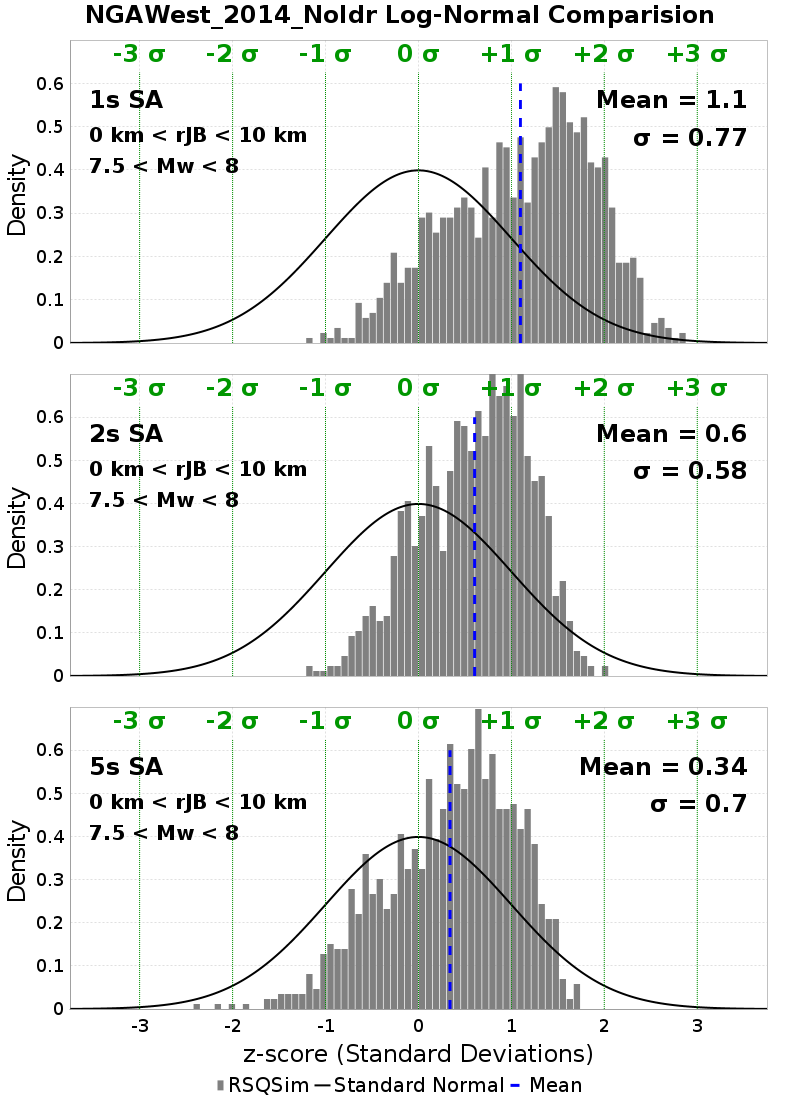 NGAWest_2014_NoIdr Log-Normal Comparision
-3 σ -2 σ -1 σ 0 σ +1 σ +2 σ +3 σ
1s SA
0 km < rJB < 10 km
7.5 < Mw < 8
Mean = 1.1
σ = 0.77
Density
0.6
0.5
0.4
0.3
0.2
0.1
0
-3 σ -2 σ -1 σ 0 σ +1 σ +2 σ +3 σ
2s SA
0 km < rJB < 10 km
7.5 < Mw < 8
Mean = 0.6
σ = 0.58
Density
0.6
0.5
0.4
0.3
0.2
0.1
0
-3 σ -2 σ -1 σ 0 σ +1 σ +2 σ +3 σ
5s SA
0 km < rJB < 10 km
7.5 < Mw < 8
Mean = 0.34
σ = 0.7
Density
0.6
0.5
0.4
0.3
0.2
0.1
0
-3 -2 -1 0 1 2 3
z-score (Standard Deviations)
RSQSim Standard Normal Mean